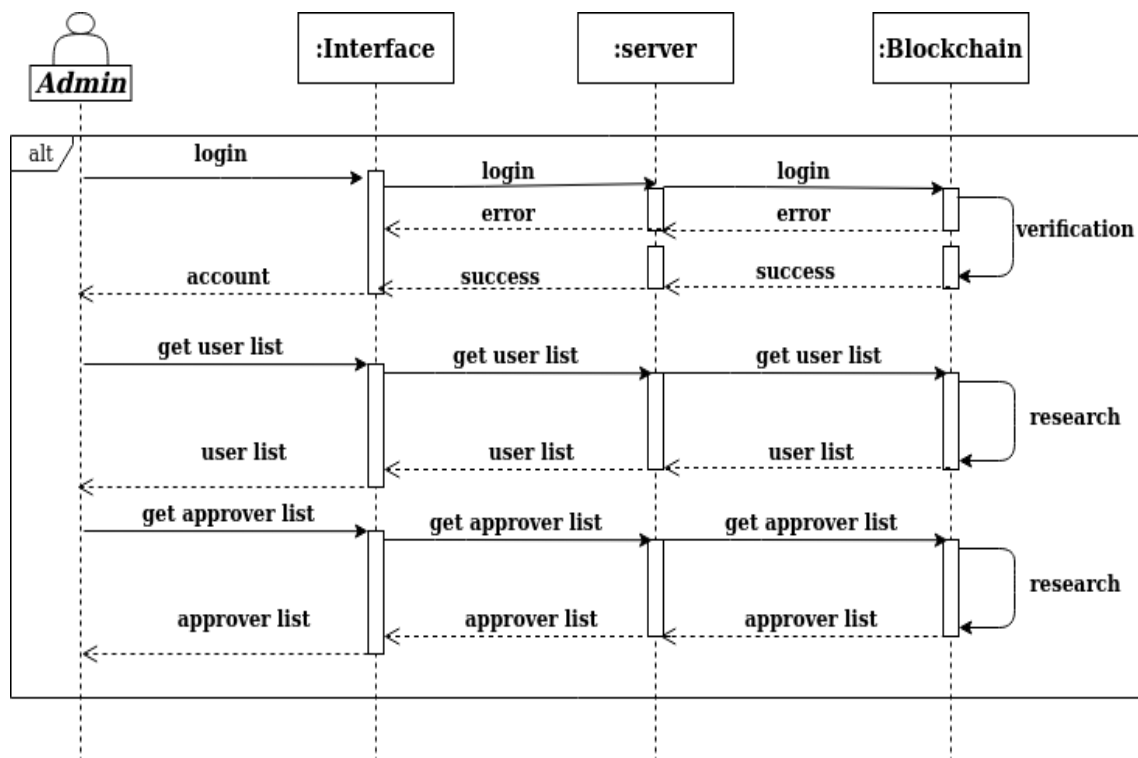 Admin
:Interface
:server
:Blockchain
alt
login
login
login
error
error
verification
account
success
success
get user list
get user list
get user list
research
user list
user list
user list
get approver list
get approver list
get approver list
research
approver list
approver list
approver list